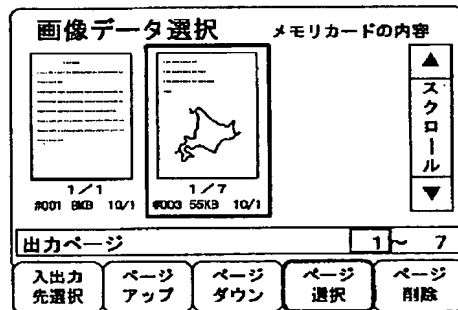 画像データ選択
メモリカードの内容
▲
スクロール
▼
1/1
#001 8KB 10/1
1/7
#003 55KB 10/1
出力ページ
1～ 7
入出力
先選択
ページ
アップ
ページ
ダウン
ページ
選択
ページ
削除